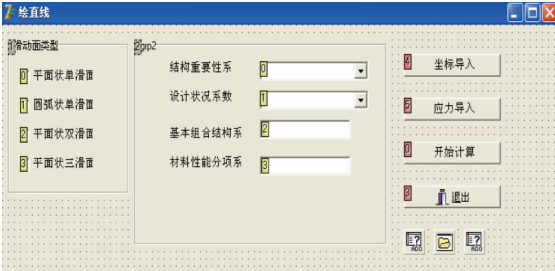 绘直线
1滑动面类型
0 平面状单滑面
1 圆弧状单滑面
2 平面状双滑面
3 平面状三滑面
2grp2
结构重要性系 0
设计状况系数 1
基本组合结构系 2
材料性能分项系 3
4 坐标导入
5 应力导入
0 开始计算
3 退出
ADO
ADO